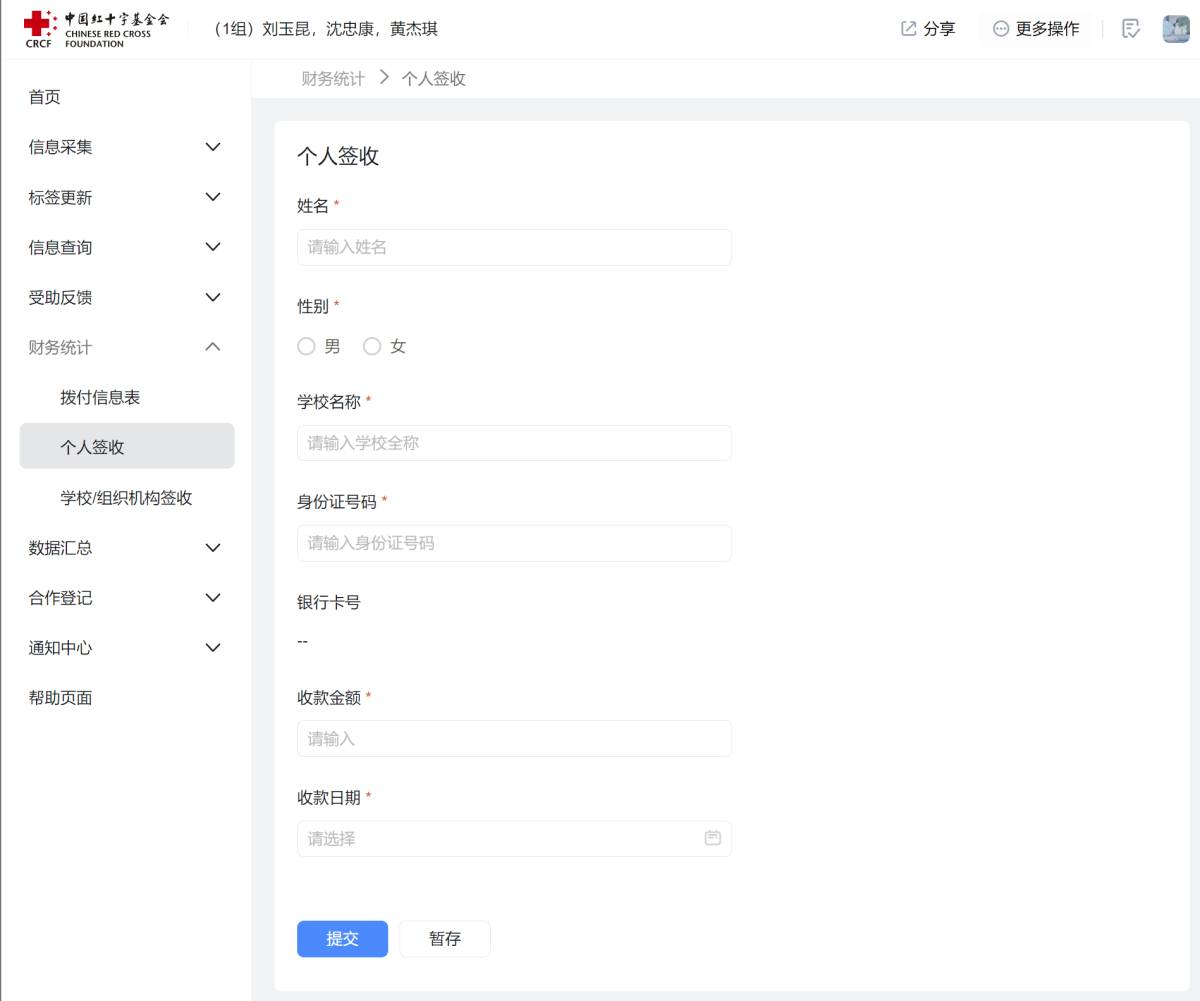 中国红十字基金会
CHINESE RED CROSS
CRCF FOUNDATION
（1组）刘玉昆，沈忠康，黄杰琪
分享
更多操作
首页
信息采集
标签更新
信息查询
受助反馈
财务统计
拨付信息表
个人签收
学校/组织机构签收
数据汇总
合作登记
通知中心
帮助页面
财务统计 > 个人签收
个人签收
姓名 *
请输入姓名
性别 *
男 女
学校名称 *
请输入学校全称
身份证号码 *
请输入身份证号码
银行卡号
--
收款金额 *
请输入
收款日期 *
请选择
提交 暂存